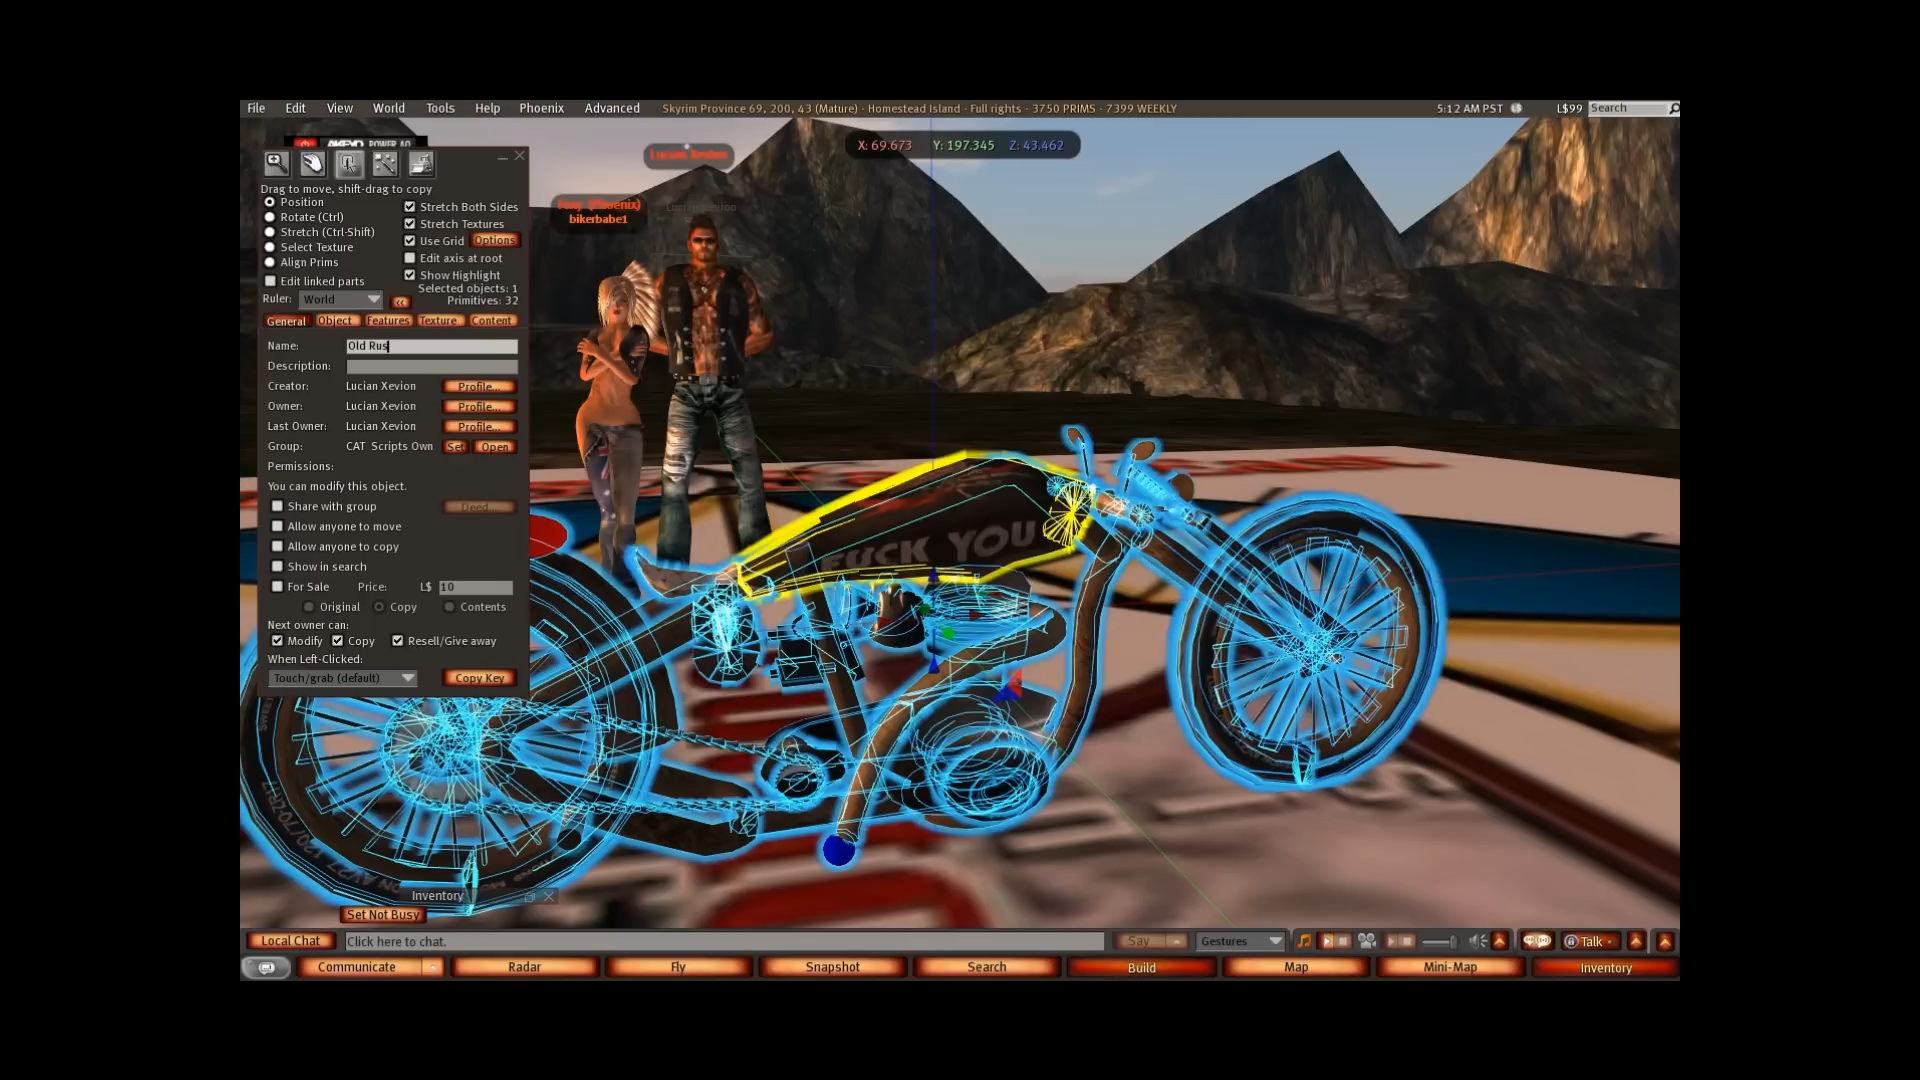 File Edit View World Tools Help Phoenix Advanced Skyrim Province 69, 200, 43 (Mature) - Homestead Island - Full rights - 3750 PRIMS - 7399 WEEKLY 5:12 AM PST L$99 Search
X: 69.673 Y: 197.345 Z: 43.462
Lucian Xevion
(Phoenix)
bikerbabe1
Drag to move, shift-drag to copy
Position
Rotate (Ctrl)
Stretch (Ctrl-Shift)
Select Texture
Align Prims
Edit linked parts
Stretch Both Sides
Stretch Textures
Use Grid Options
Edit axis at root
Show Highlight
Selected objects: 1
Primitives: 32
Ruler: World <<
General Object Features Texture Content
Name: Old Rus
Description:
Creator: Lucian Xevion Profile...
Owner: Lucian Xevion Profile...
Last Owner: Lucian Xevion Profile...
Group: CAT Scripts Own Set Open
Permissions:
You can modify this object.
Share with group Deed...
Allow anyone to move
Allow anyone to copy
Show in search
For Sale Price: L$ 10
Original Copy Contents
Next owner can:
Modify Copy Resell/Give away
When Left-Clicked:
Touch/grab (default) Copy Key
FUCK YOU
Inventory
Set Not Busy
Local Chat Click here to chat. Say Gestures Talk
Communicate Radar Fly Snapshot Search Build Map Mini-Map Inventory